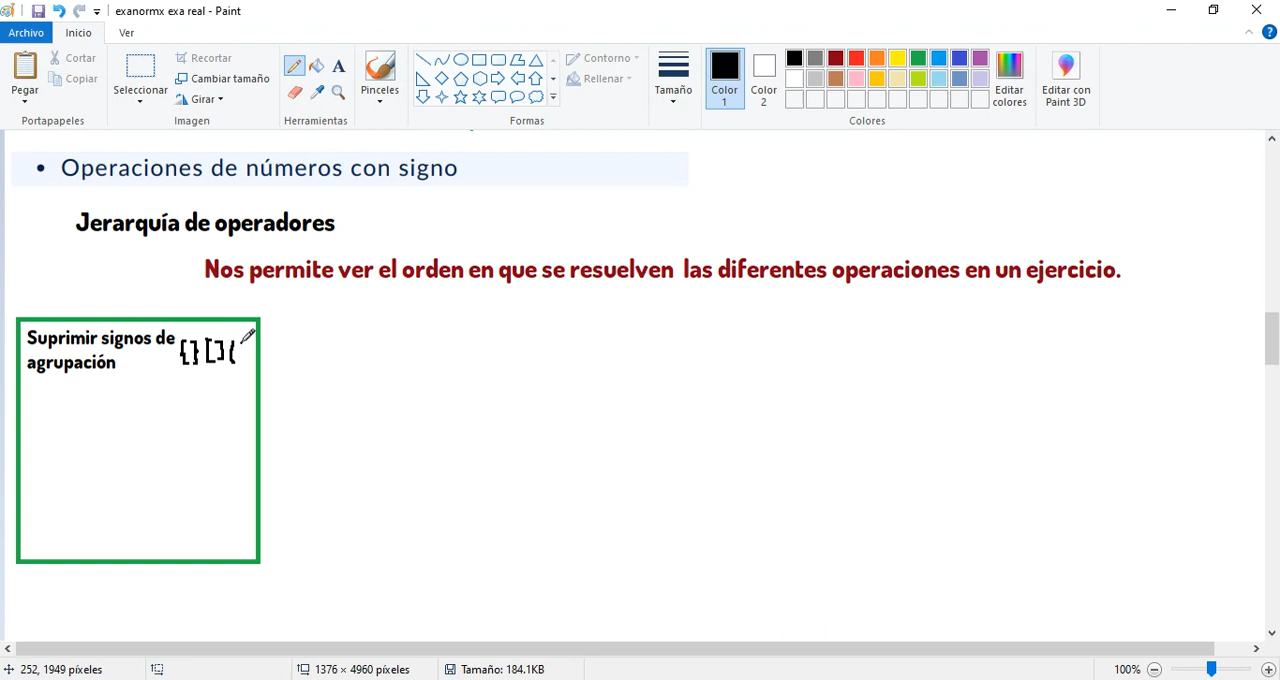 exanormx exa real - Paint
Archivo Inicio Ver
Pegar
Cortar
Copiar
Portapapeles
Seleccionar
Recortar
Cambiar tamaño
Girar
Imagen
A
Herramientas
Pinceles
Contorno
Rellenar
Formas
Tamaño
Color 1
Color 2
Editar colores
Colores
Editar con Paint 3D
• Operaciones de números con signo
Jerarquía de operadores
Nos permite ver el orden en que se resuelven las diferentes operaciones en un ejercicio.
Suprimir signos de {} [] (
agrupación
252, 1949 píxeles
1376 × 4960 píxeles
Tamaño: 184.1KB
100%